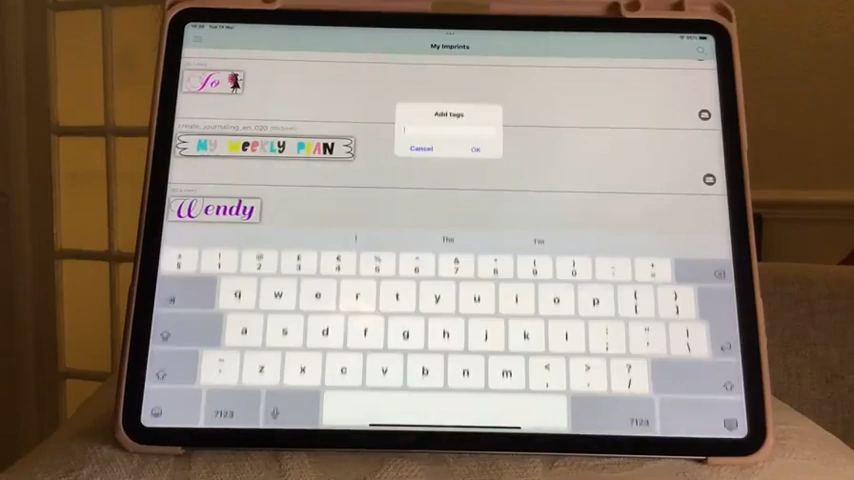 My Imprints
Jo
Add tags
Cancel OK
MY WEEKLY PLAN
Wendy
I The I'm
q w e r t y u i o p
a s d f g h j k l
z x c v b n m
?123 ?123